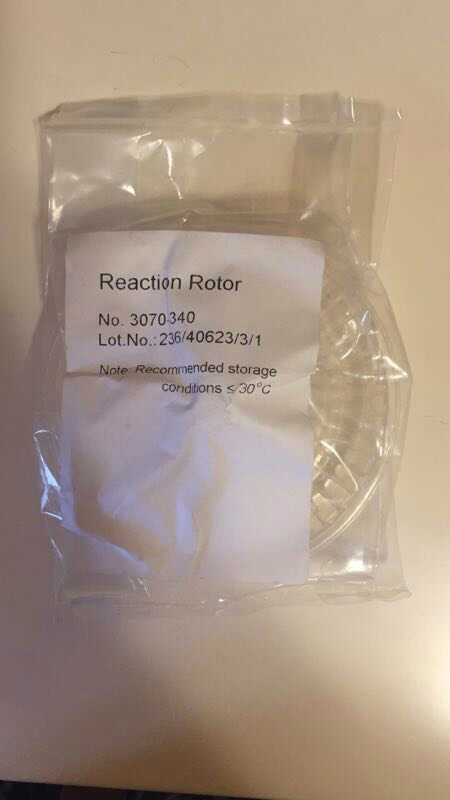 Reaction Rotor
No. 3070340
Lot.No.: 236/40623/3/1
Note: Recommended storage
conditions ≤ 30°C